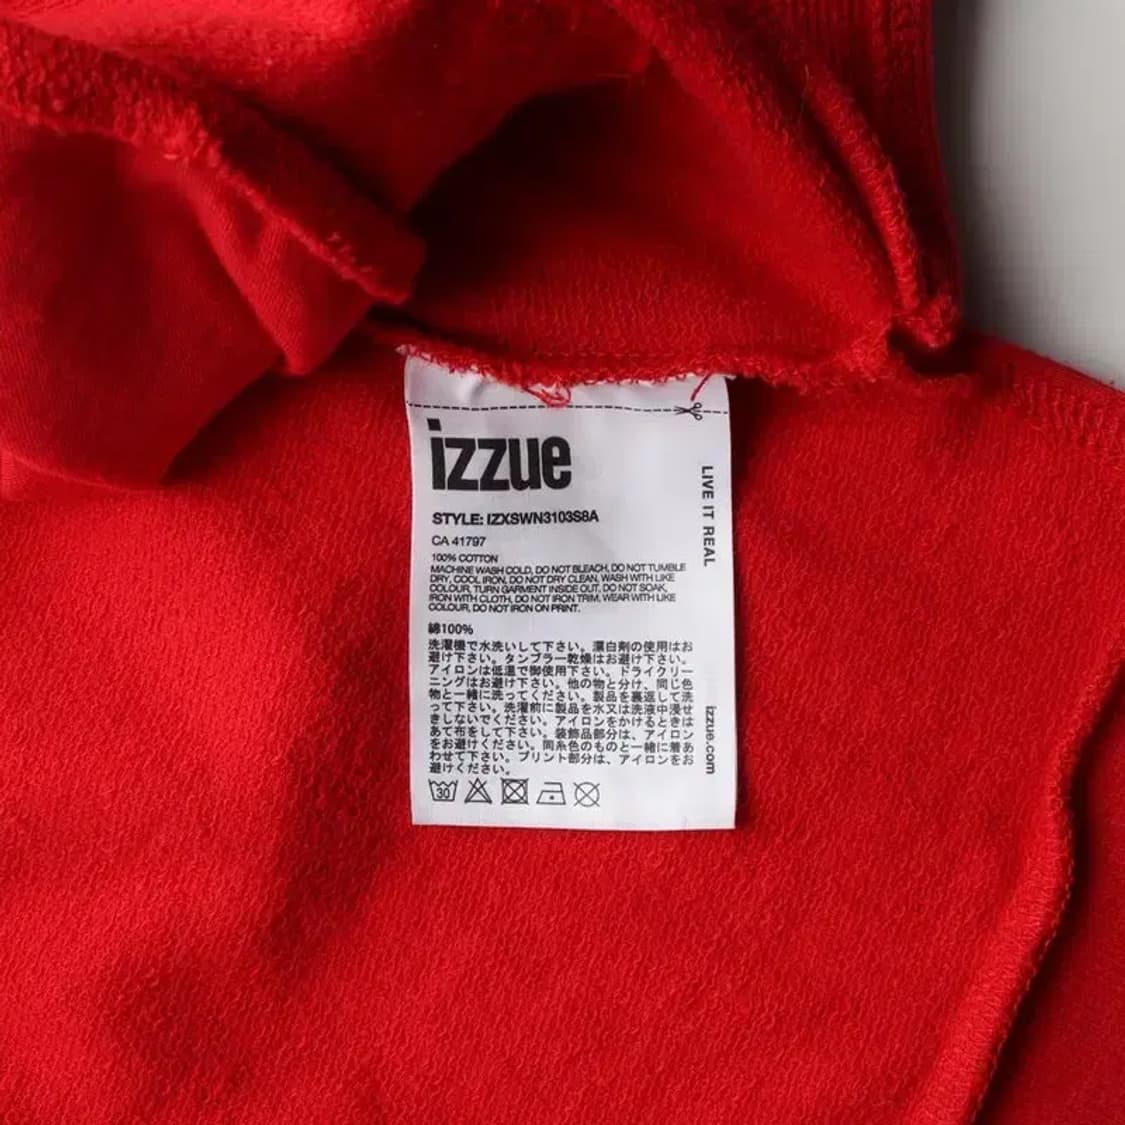 izzue
STYLE: IZXSWN3103S8A
CA 41797
100% COTTON
MACHINE WASH COLD, DO NOT BLEACH, DO NOT TUMBLE
DRY, COOL IRON, DO NOT DRY CLEAN, WASH WITH LIKE
COLOUR, TURN GARMENT INSIDE OUT, DO NOT SOAK,
IRON WITH CLOTH, DO NOT IRON TRIM, WEAR WITH LIKE
COLOUR, DO NOT IRON ON PRINT.
綿100%
洗濯機で水洗いして下さい。漂白剤の使用はお
避け下さい。タンブラー乾燥はお避け下さい。
アイロンは低温で御使用下さい。ドライクリー
ニングはお避け下さい。他の物と分け、同じ色
物と一緒に洗ってください。製品を裏返して洗
って下さい。洗濯前に製品を水又は洗液中浸せ
きしないでください。アイロンをかけるときは
あて布をして下さい。装飾品部分は、アイロン
をお避けください。同系色のものと一緒に着あ
わせて下さい。プリント部分は、アイロンをお
避けください。
30
LIVE IT REAL
izzue.com